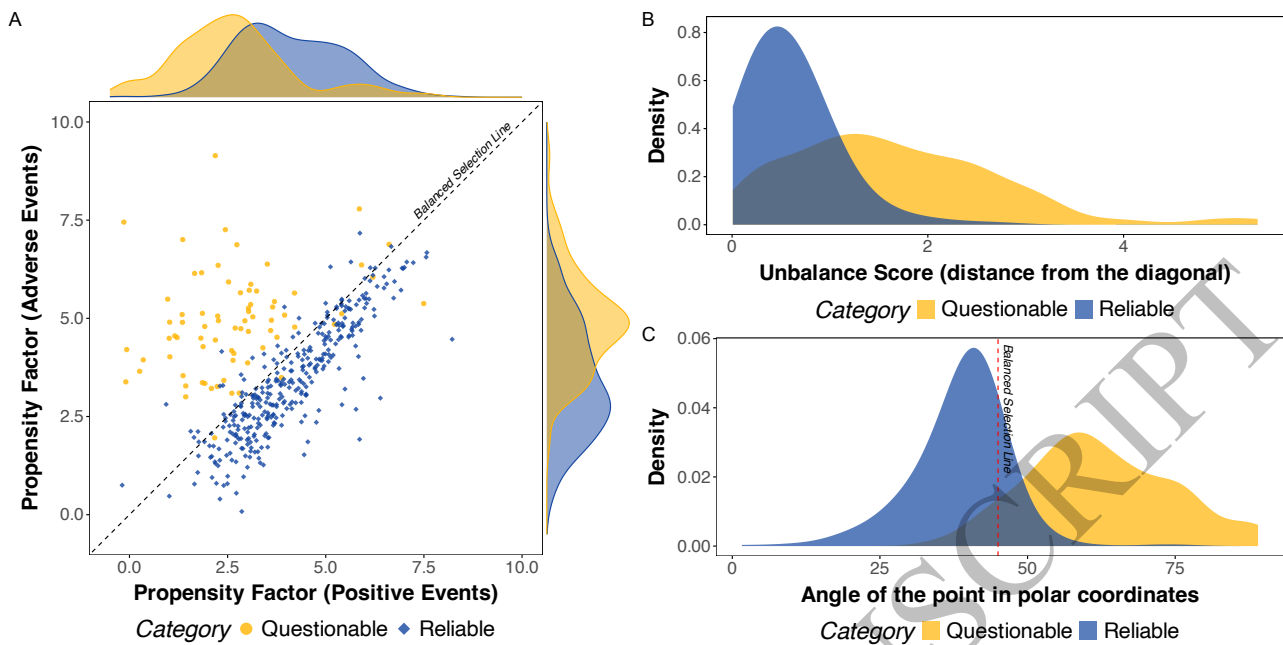 A
Propensity Factor (Adverse Events)
10.0
7.5
5.0
2.5
0.0
Balanced Selection Line
0.0 2.5 5.0 7.5 10.0
Propensity Factor (Positive Events)
Category Questionable Reliable
B
Density
0.8
0.6
0.4
0.2
0.0
0 2 4
Unbalance Score (distance from the diagonal)
Category Questionable Reliable
C
Density
0.06
0.04
0.02
0.00
Balanced Selection Line
0 25 50 75
Angle of the point in polar coordinates
Category Questionable Reliable
USCRIPT